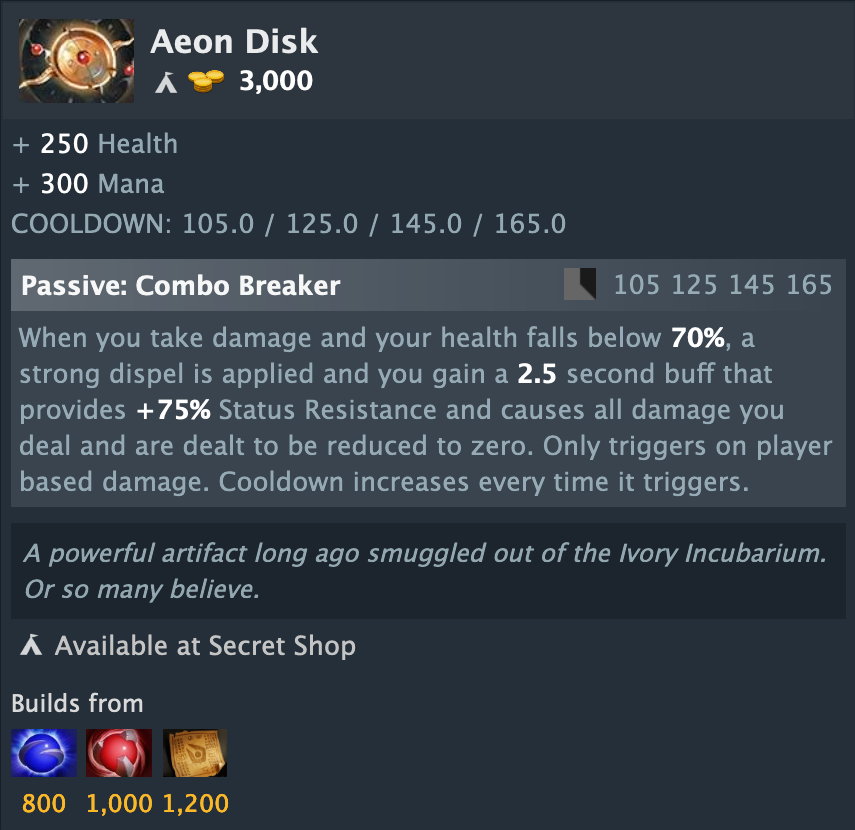 Aeon Disk
3,000
+ 250 Health
+ 300 Mana
COOLDOWN: 105.0 / 125.0 / 145.0 / 165.0
Passive: Combo Breaker 105 125 145 165
When you take damage and your health falls below 70%, a
strong dispel is applied and you gain a 2.5 second buff that
provides +75% Status Resistance and causes all damage you
deal and are dealt to be reduced to zero. Only triggers on player
based damage. Cooldown increases every time it triggers.
A powerful artifact long ago smuggled out of the Ivory Incubarium.
Or so many believe.
Available at Secret Shop
Builds from
800 1,000 1,200